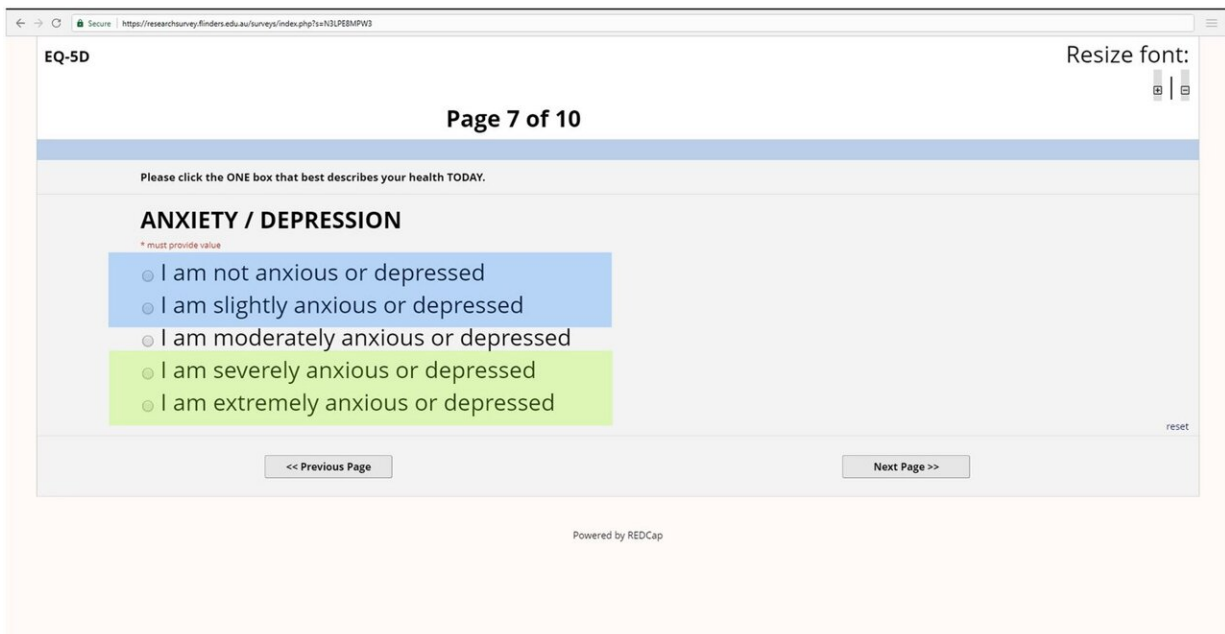 Secure https://researchsurvey.flinders.edu.au/surveys/index.php?s=N3LPE8MPW3
EQ-5D
Resize font:
Page 7 of 10
Please click the ONE box that best describes your health TODAY.
ANXIETY / DEPRESSION
* must provide value
I am not anxious or depressed
I am slightly anxious or depressed
I am moderately anxious or depressed
I am severely anxious or depressed
I am extremely anxious or depressed
reset
<< Previous Page
Next Page >>
Powered by REDCap